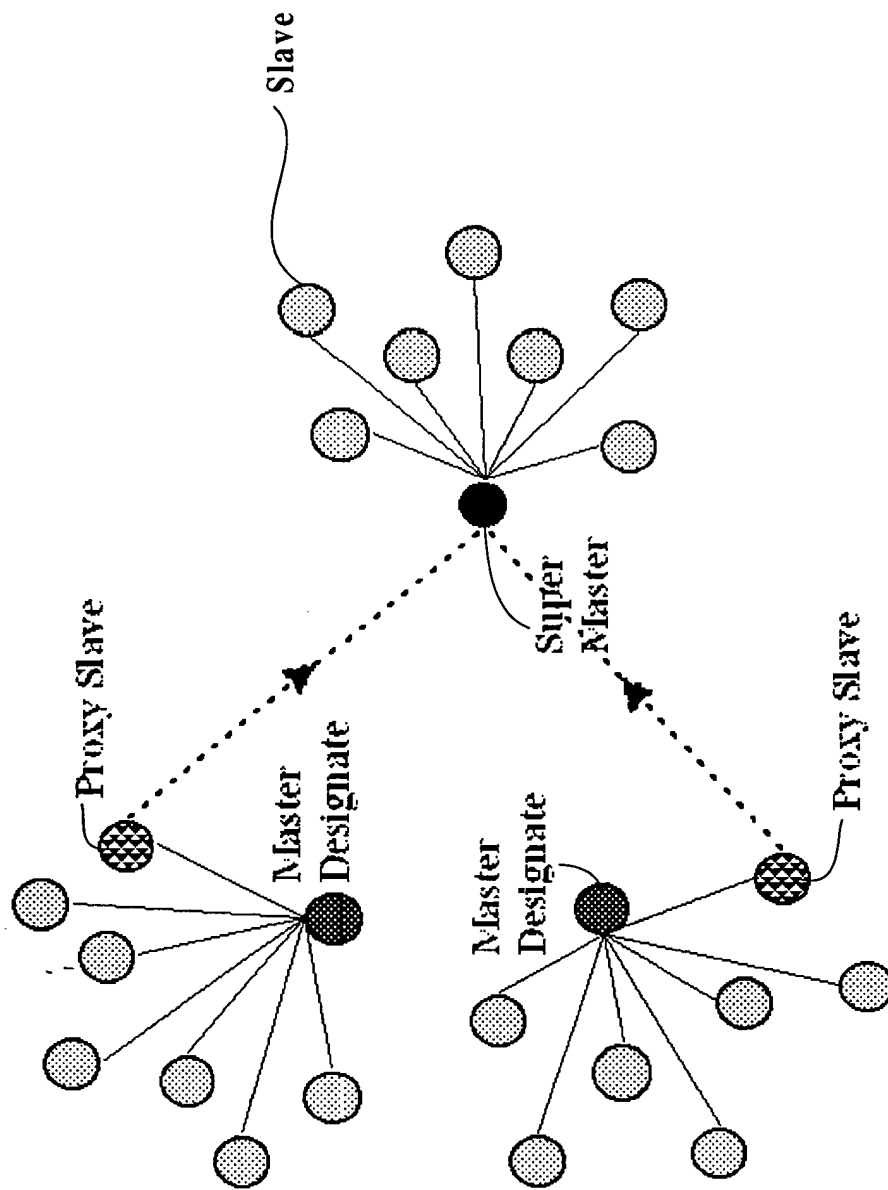 Slave
Proxy Slave
Super
Master
Master
Designate
Master
Designate
Proxy Slave